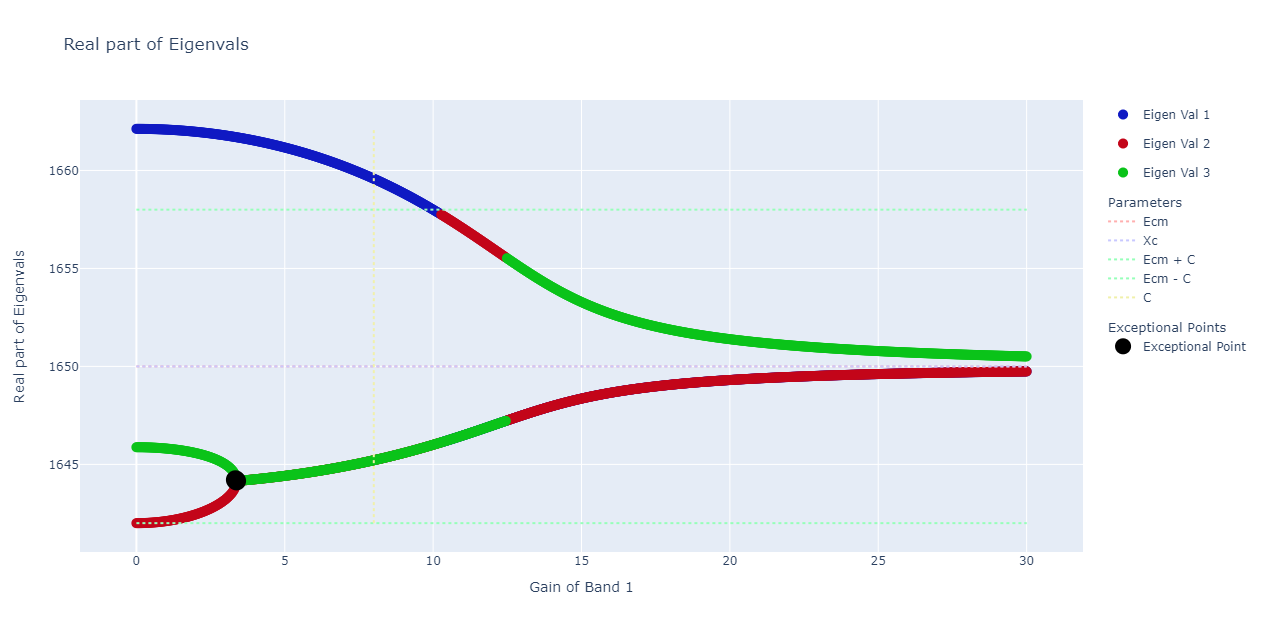 Real part of Eigenvals
Real part of Eigenvals
1660
1655
1650
1645
0
5
10
15
20
25
30
Gain of Band 1
Eigen Val 1
Eigen Val 2
Eigen Val 3
Parameters
Ecm
Xc
Ecm + C
Ecm - C
C
Exceptional Points
Exceptional Point